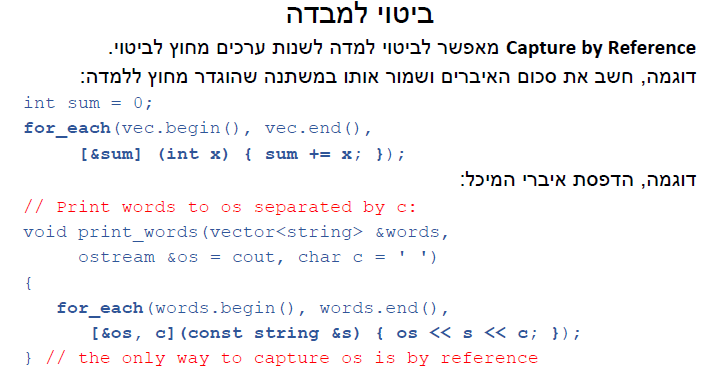 ביטוי למבדה
Capture by Reference מאפשר לביטוי למדה לשנות ערכים מחוץ לביטוי.
דוגמה, חשב את סכום האיברים ושמור אותו במשתנה שהוגדר מחוץ ללמדה:
int sum = 0;
for_each(vec.begin(), vec.end(),
[&sum] (int x) { sum += x; });
דוגמה, הדפסת איברי המיכל:
// Print words to os separated by c:
void print_words(vector<string> &words,
ostream &os = cout, char c = ' ')
{
for_each(words.begin(), words.end(),
[&os, c](const string &s) { os << s << c; });
} // the only way to capture os is by reference